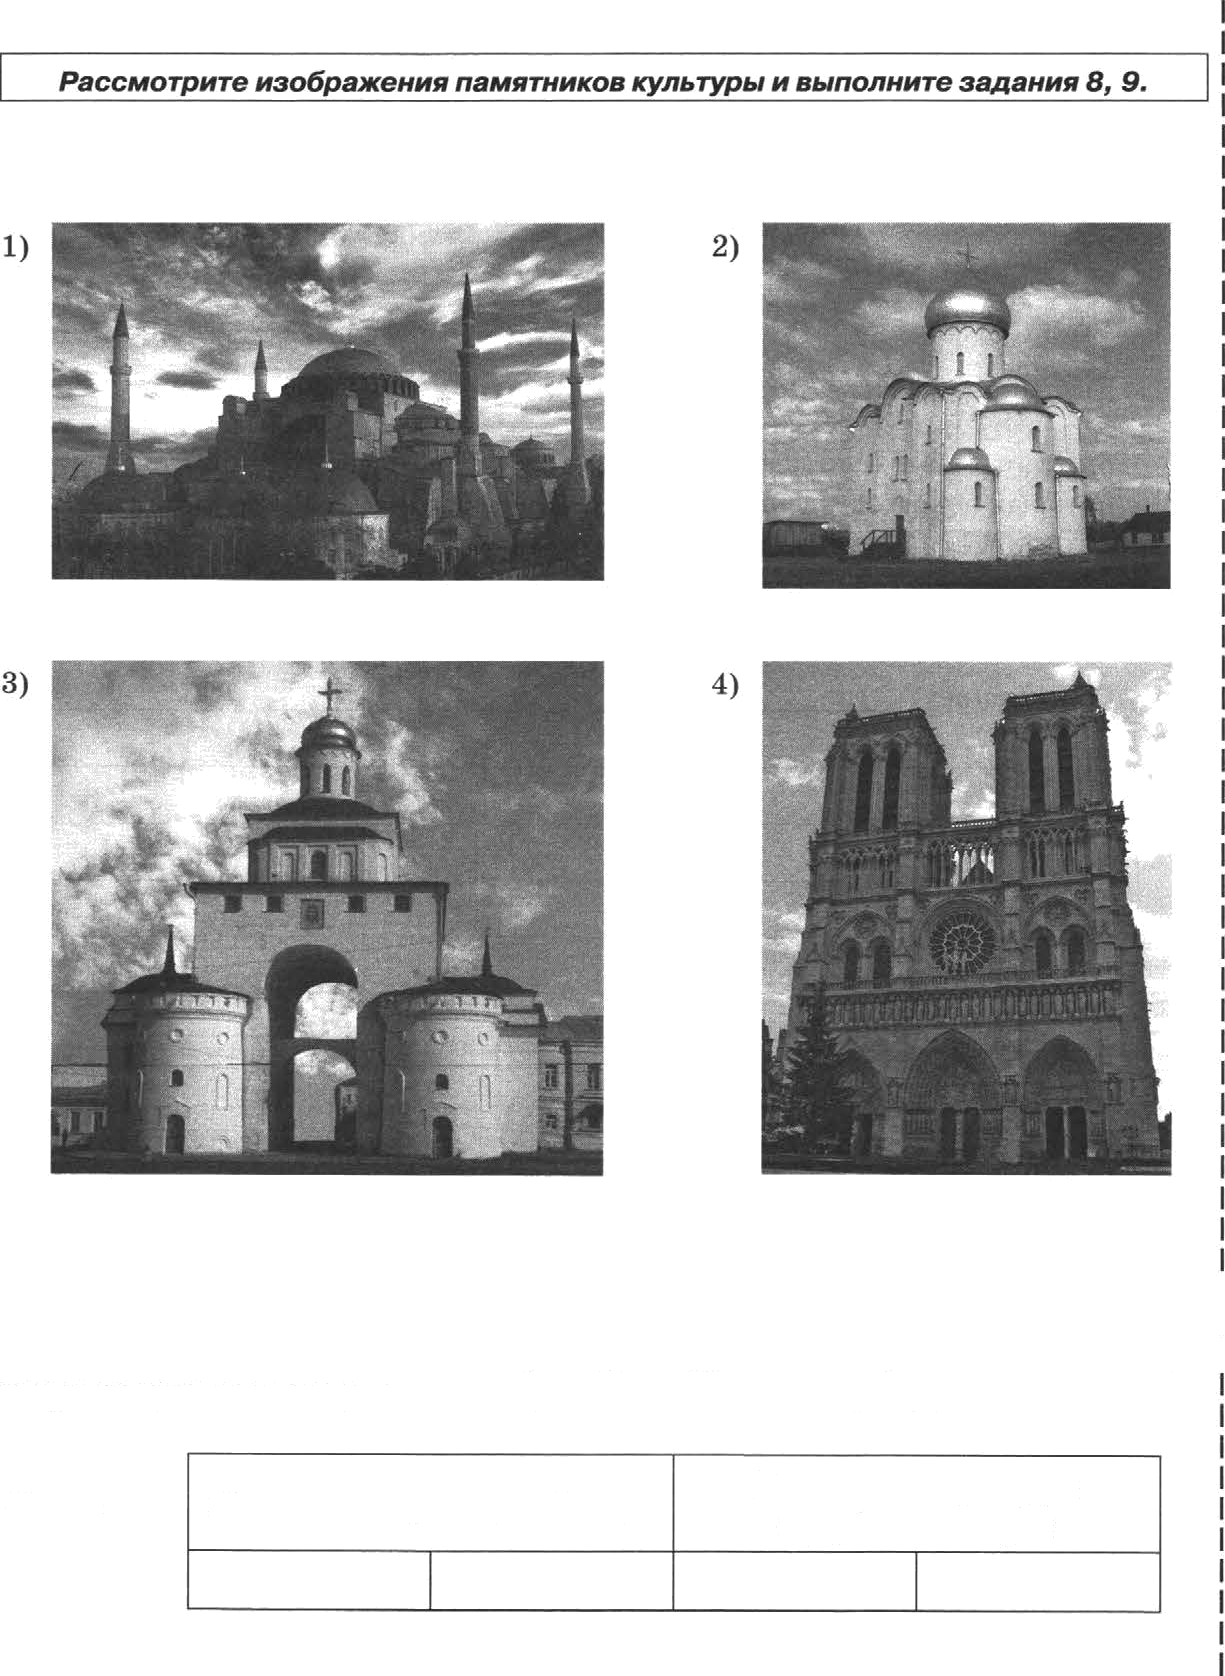 Рассмотрите изображения памятников культуры и выполните задания 8, 9.
1)
2)
3)
4)